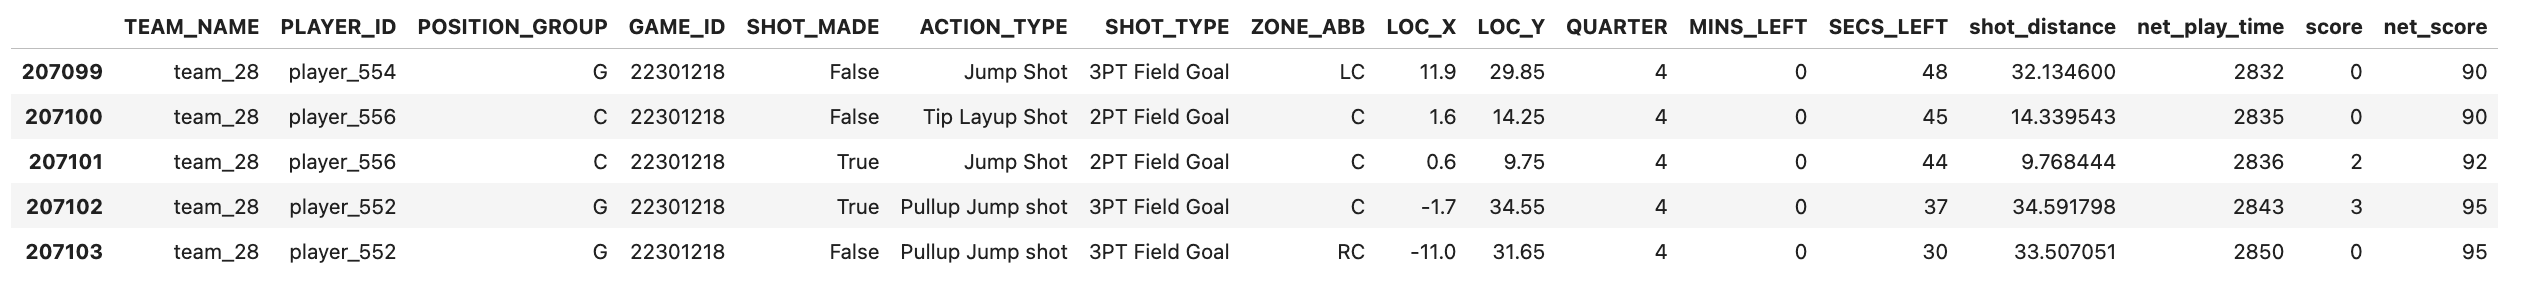 TEAM_NAME PLAYER_ID POSITION_GROUP GAME_ID SHOT_MADE ACTION_TYPE SHOT_TYPE ZONE_ABB LOC_X LOC_Y QUARTER MINS_LEFT SECS_LEFT shot_distance net_play_time score net_score
207099 team_28 player_554 G 22301218 False Jump Shot 3PT Field Goal LC 11.9 29.85 4 0 48 32.134600 2832 0 90
207100 team_28 player_556 C 22301218 False Tip Layup Shot 2PT Field Goal C 1.6 14.25 4 0 45 14.339543 2835 0 90
207101 team_28 player_556 C 22301218 True Jump Shot 2PT Field Goal C 0.6 9.75 4 0 44 9.768444 2836 2 92
207102 team_28 player_552 G 22301218 True Pullup Jump shot 3PT Field Goal C -1.7 34.55 4 0 37 34.591798 2843 3 95
207103 team_28 player_552 G 22301218 False Pullup Jump shot 3PT Field Goal RC -11.0 31.65 4 0 30 33.507051 2850 0 95